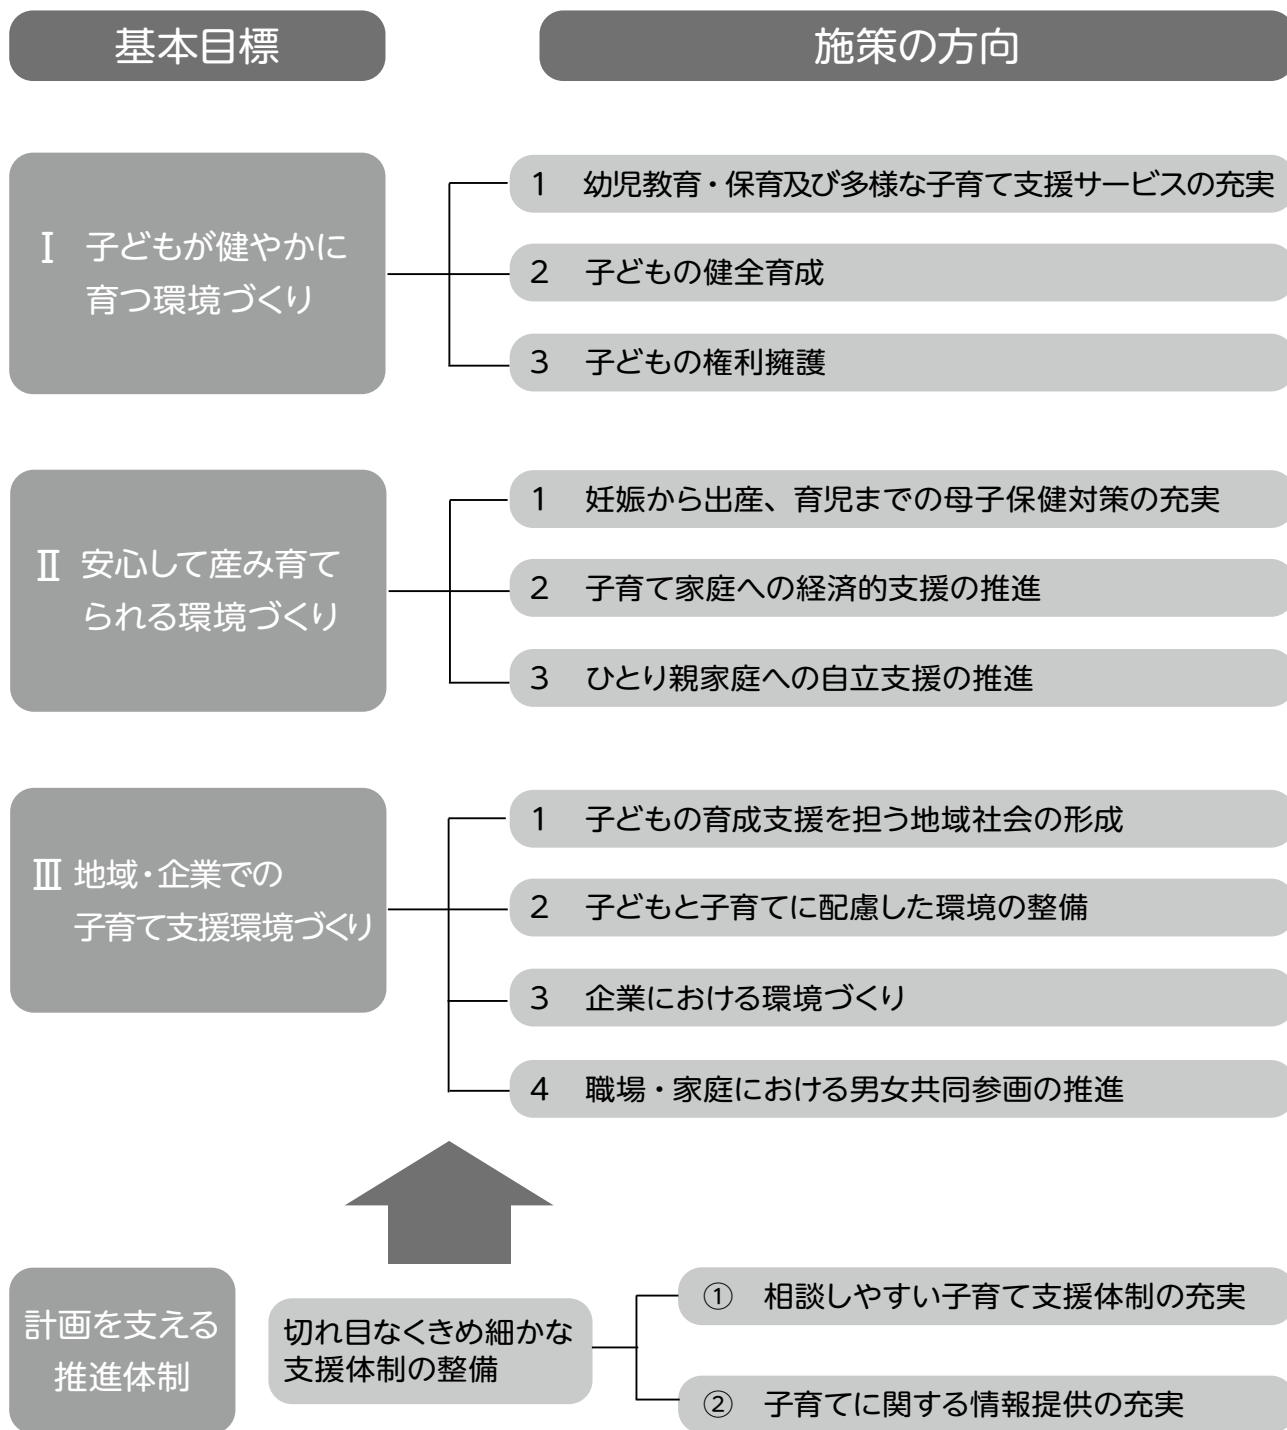 基本目標
施策の方向
Ⅰ 子どもが健やかに
育つ環境づくり
1 幼児教育・保育及び多様な子育て支援サービスの充実
2 子どもの健全育成
3 子どもの権利擁護
Ⅱ 安心して産み育て
られる環境づくり
1 妊娠から出産、育児までの母子保健対策の充実
2 子育て家庭への経済的支援の推進
3 ひとり親家庭への自立支援の推進
Ⅲ 地域・企業での
子育て支援環境づくり
1 子どもの育成支援を担う地域社会の形成
2 子どもと子育てに配慮した環境の整備
3 企業における環境づくり
4 職場・家庭における男女共同参画の推進
計画を支える
推進体制
切れ目なくきめ細かな
支援体制の整備
① 相談しやすい子育て支援体制の充実
② 子育てに関する情報提供の充実